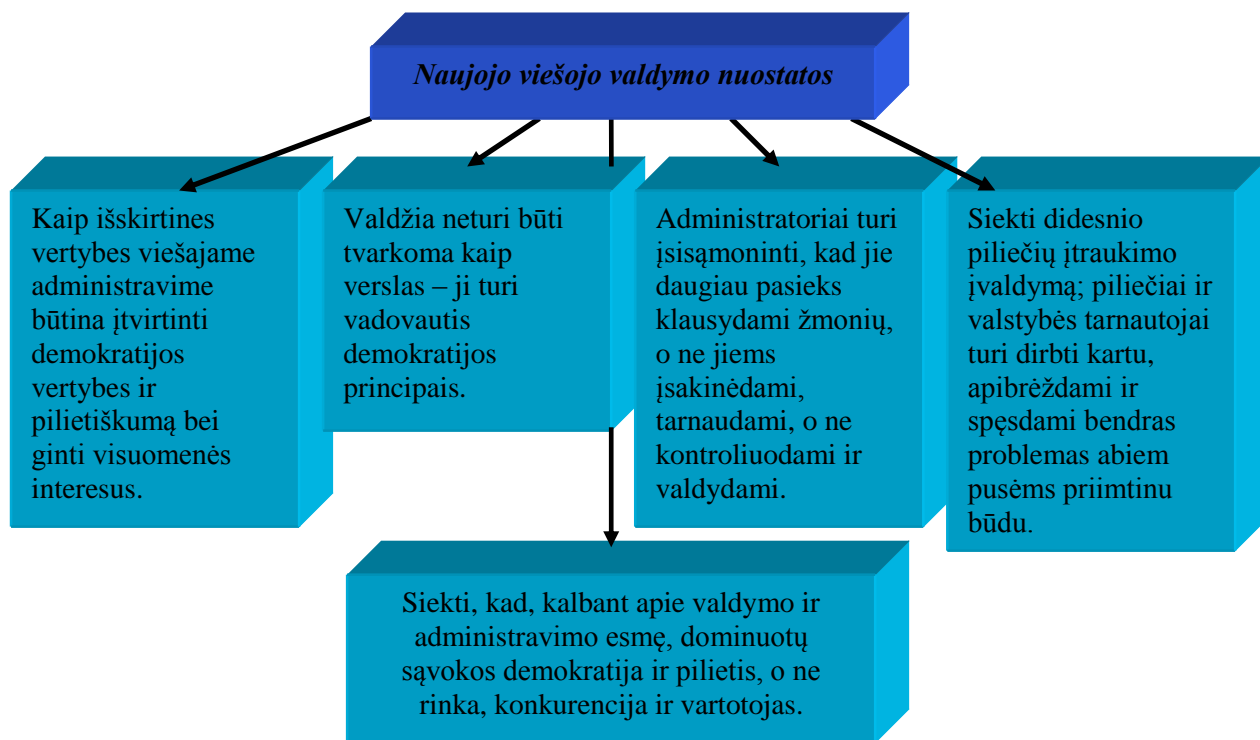 Naujojo viešojo valdymo nuostatos
Kaip išskirtines
vertybes viešajame
administravime
būtina įtvirtinti
demokratijos
vertybes ir
pilietiškumą bei
ginti visuomenės
interesus.
Valdžia neturi būti
tvarkoma kaip
verslas – ji turi
vadovautis
demokratijos
principais.
Administratoriai turi
įsisąmoninti, kad jie
daugiau pasieks
klausydami žmonių,
o ne jiems
įsakinėdami,
tarnaudami, o ne
kontroliuodami ir
valdydami.
Siekti didesnio
piliečių įtraukimo
įvaldymą; piliečiai ir
valstybės tarnautojai
turi dirbti kartu,
apibrėždami ir
spęsdami bendras
problemas abiem
pusėms priimtinu
būdu.
Siekti, kad, kalbant apie valdymo ir
administravimo esmę, dominuotų
sąvokos demokratija ir pilietis, o ne
rinka, konkurencija ir vartotojas.